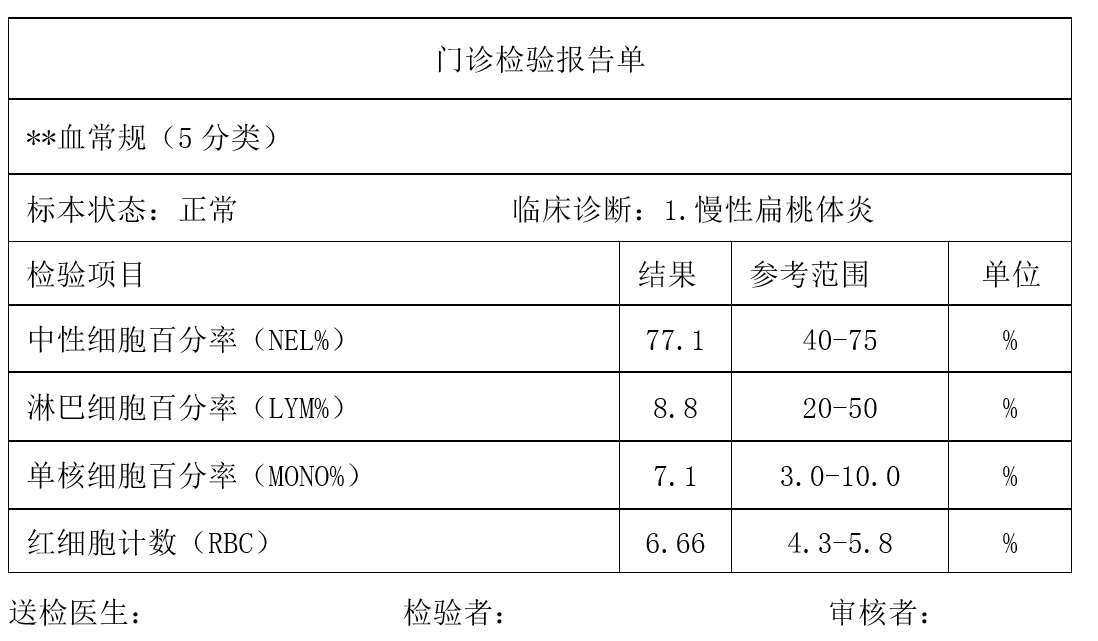 门诊检验报告单
**血常规（5 分类）
标本状态：正常 临床诊断：1.慢性扁桃体炎
检验项目 结果 参考范围 单位
中性细胞百分率（NEL%） 77.1 40-75 %
淋巴细胞百分率（LYM%） 8.8 20-50 %
单核细胞百分率（MONO%） 7.1 3.0-10.0 %
红细胞计数（RBC） 6.66 4.3-5.8 %
送检医生： 检验者： 审核者：